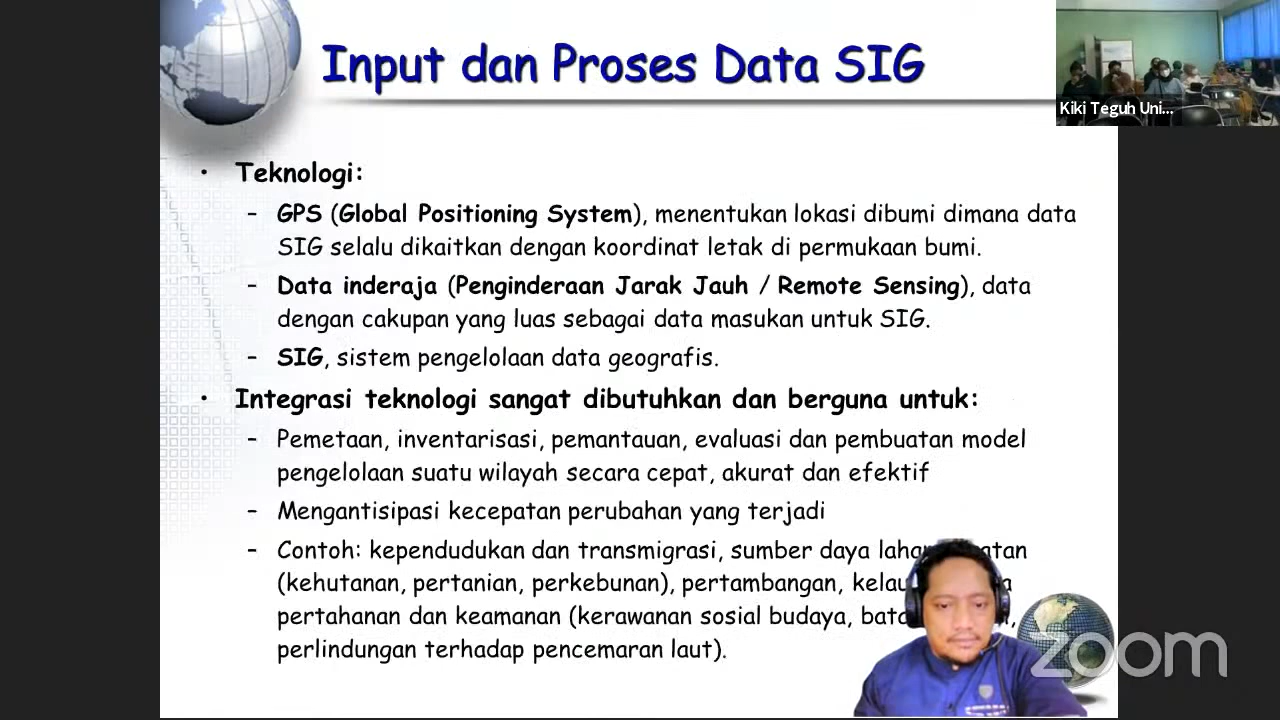 Input dan Proses Data SIG
Kiki Teguh Uni...
• Teknologi:
– GPS (Global Positioning System), menentukan lokasi dibumi dimana data
SIG selalu dikaitkan dengan koordinat letak di permukaan bumi.
– Data inderaja (Penginderaan Jarak Jauh / Remote Sensing), data
dengan cakupan yang luas sebagai data masukan untuk SIG.
– SIG, sistem pengelolaan data geografis.
• Integrasi teknologi sangat dibutuhkan dan berguna untuk:
– Pemetaan, inventarisasi, pemantauan, evaluasi dan pembuatan model
pengelolaan suatu wilayah secara cepat, akurat dan efektif
– Mengantisipasi kecepatan perubahan yang terjadi
– Contoh: kependudukan dan transmigrasi, sumber daya
(kehutanan, pertanian, perkebunan), pertambangan,
pertahanan dan keamanan (kerawanan sosial budaya,
perlindungan terhadap pencemaran laut).
zoom